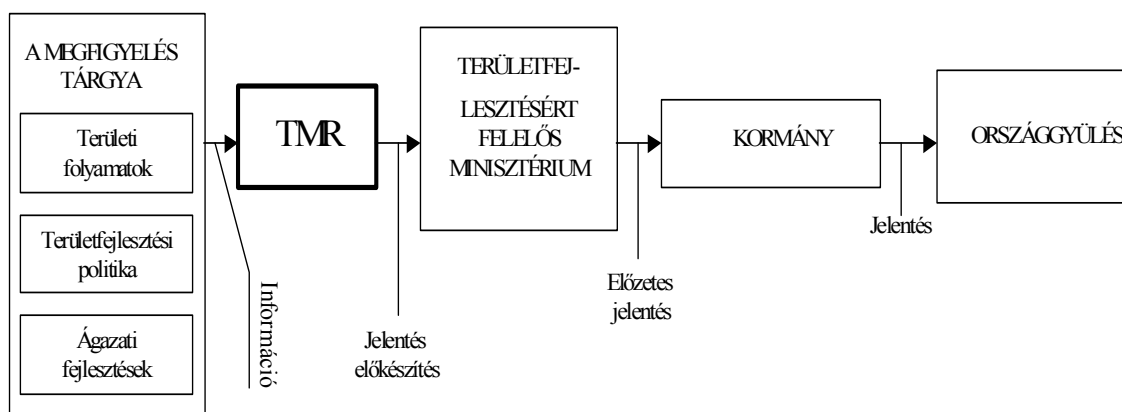 A MEGFIGYELÉS
TÁRGYA
Területi
folyamatok
Területfejlesztési
politika
Ágazati
fejlesztések
Információ
TMR
Jelentés
előkészítés
TERÜLETFEJ-
LESZTÉSÉRT
FELELŐS
MINISZTÉRIUM
Előzetes
jelentés
KORMÁNY
Jelentés
ORSZÁGGYÜLÉS